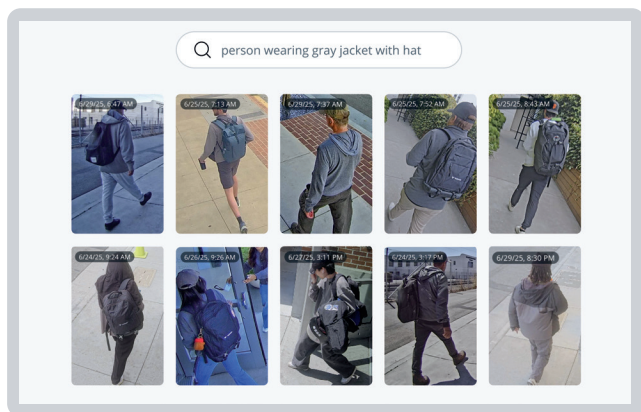 person wearing gray jacket with hat
6/29/25, 6:47 AM
6/25/25, 7:13 AM
6/29/25, 7:37 AM
6/25/25, 7:52 AM
6/25/25, 8:43 AM
6/24/25, 9:24 AM
6/26/25, 9:26 AM
6/27/25, 3:11 PM
6/24/25, 3:17 PM
6/29/25, 8:30 PM